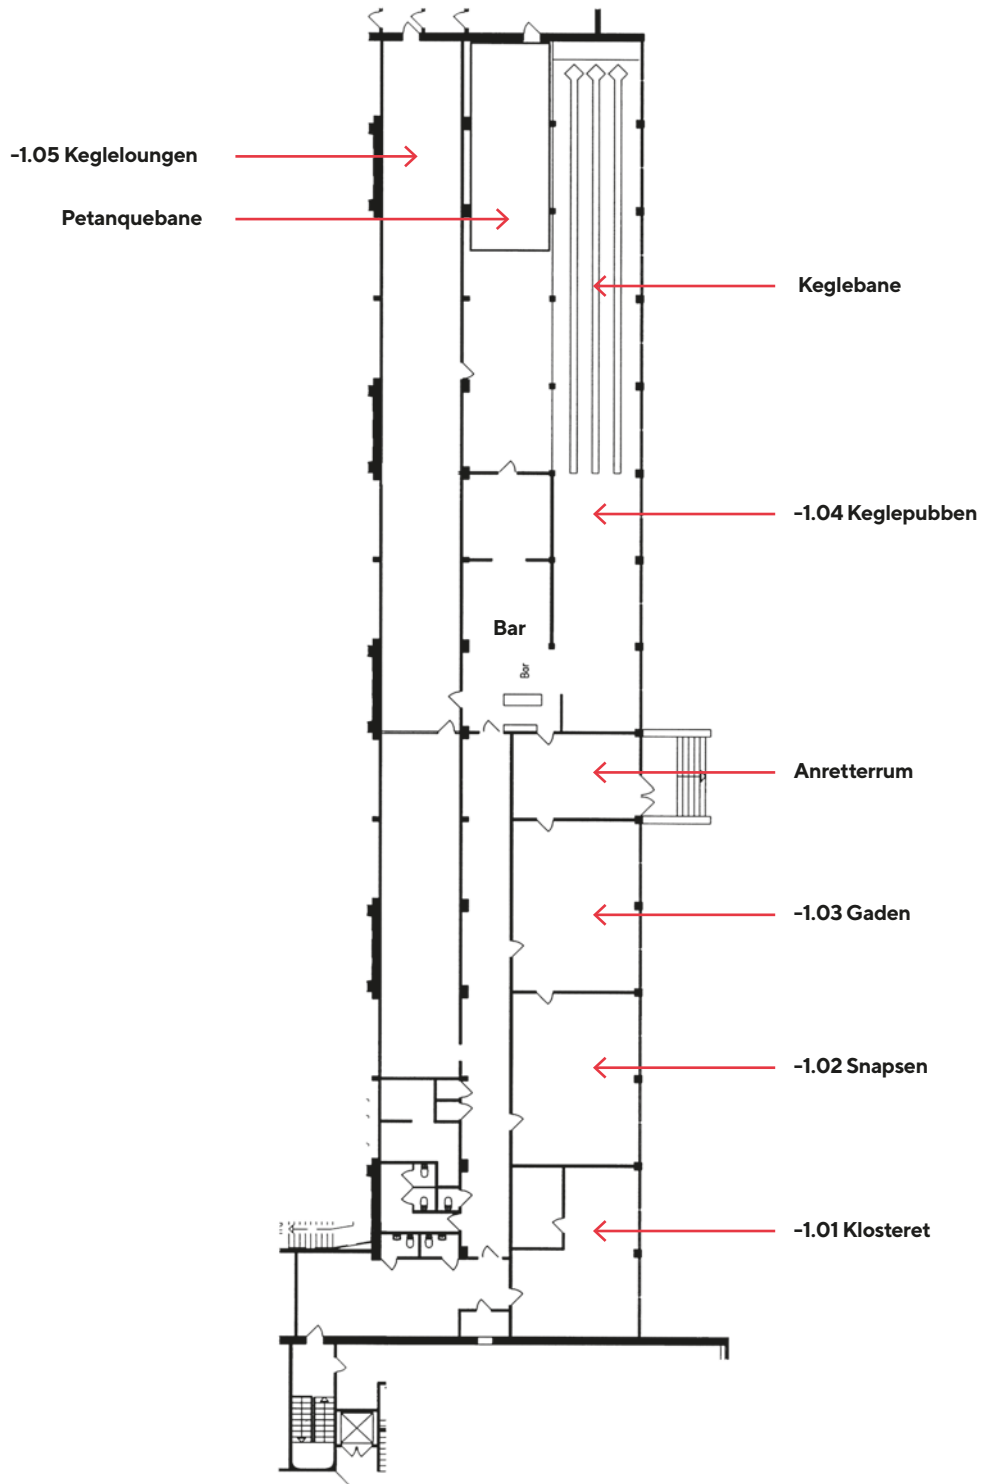 -1.05 Kegleloungen
Petanquebane
Keglebane
-1.04 Keglepubben
Bar
Bar
Anretterrum
-1.03 Gaden
-1.02 Snapsen
-1.01 Klosteret